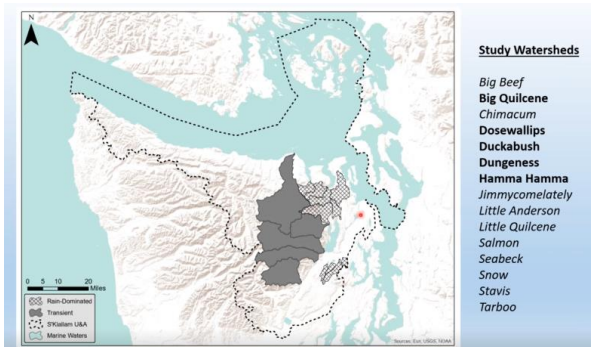 N
Study Watersheds
Big Beef
Big Quilcene
Chimacum
Dosewallips
Duckabush
Dungeness
Hamma Hamma
Jimmycomelately
Little Anderson
Little Quilcene
Salmon
Seabeck
Snow
Stavis
Tarboo
0 5 10 20
Miles
Rain-Dominated
Transient
S'Klallam U&A
Marine Waters
Sources: Esri, USGS, NOAA